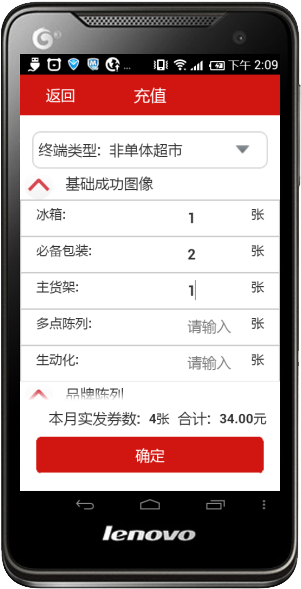 下午 2:09
返回 充值
终端类型: 非单体超市
基础成功图像
冰箱: 1 张
必备包装: 2 张
主货架: 1 张
多点陈列: 请输入 张
生动化: 请输入 张
品牌陈列
本月实发券数: 4张 合计: 34.00元
确定
lenovo